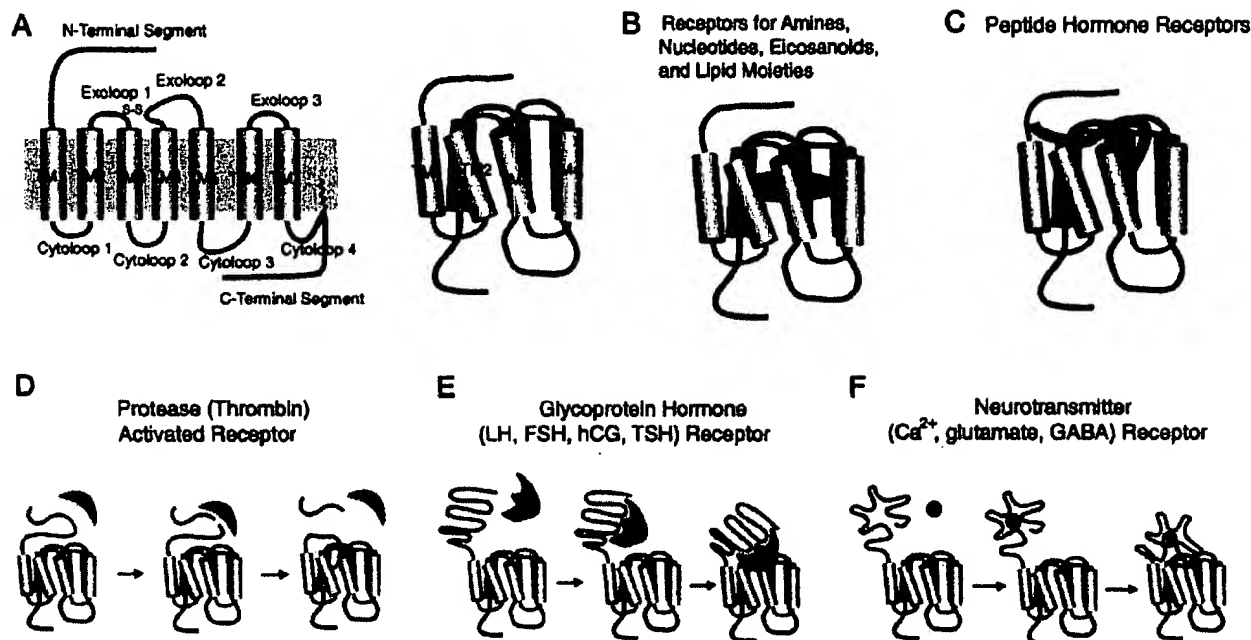 A
N-Terminal Segment
Exoloop 1
S-S
Exoloop 2
Exoloop 3
Cytoloop 1
Cytoloop 2
Cytoloop 3
Cytoloop 4
C-Terminal Segment
B
Receptors for Amines,
Nucleotides, Eicosanoids,
and Lipid Moieties
C
Peptide Hormone Receptors
D
Protease (Thrombin)
Activated Receptor
E
Glycoprotein Hormone
(LH, FSH, hCG, TSH) Receptor
F
Neurotransmitter
(Ca²⁺, glutamate, GABA) Receptor